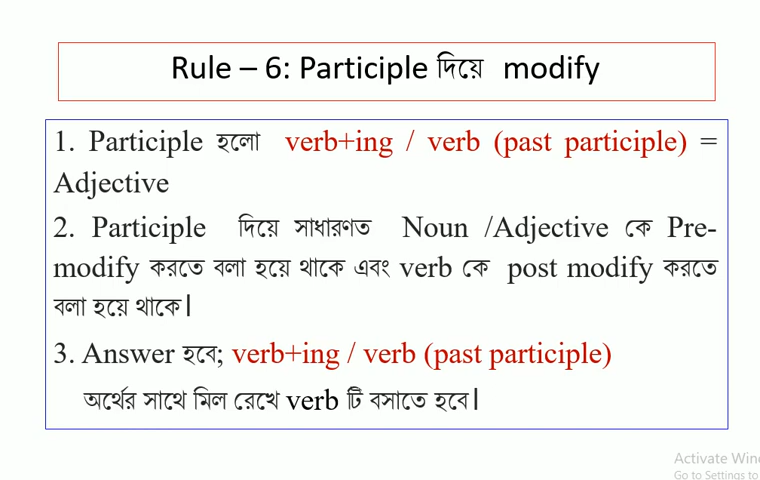 Rule – 6: Participle দিয়ে modify
1. Participle হলো verb+ing / verb (past participle) =
Adjective
2. Participle দিয়ে সাধারণত Noun /Adjective কে Pre-
modify করতে বলা হয়ে থাকে এবং verb কে post modify করতে
বলা হয়ে থাকে।
3. Answer হবে; verb+ing / verb (past participle)
অর্থের সাথে মিল রেখে verb টি বসাতে হবে।
Activate Win
Go to Settings to